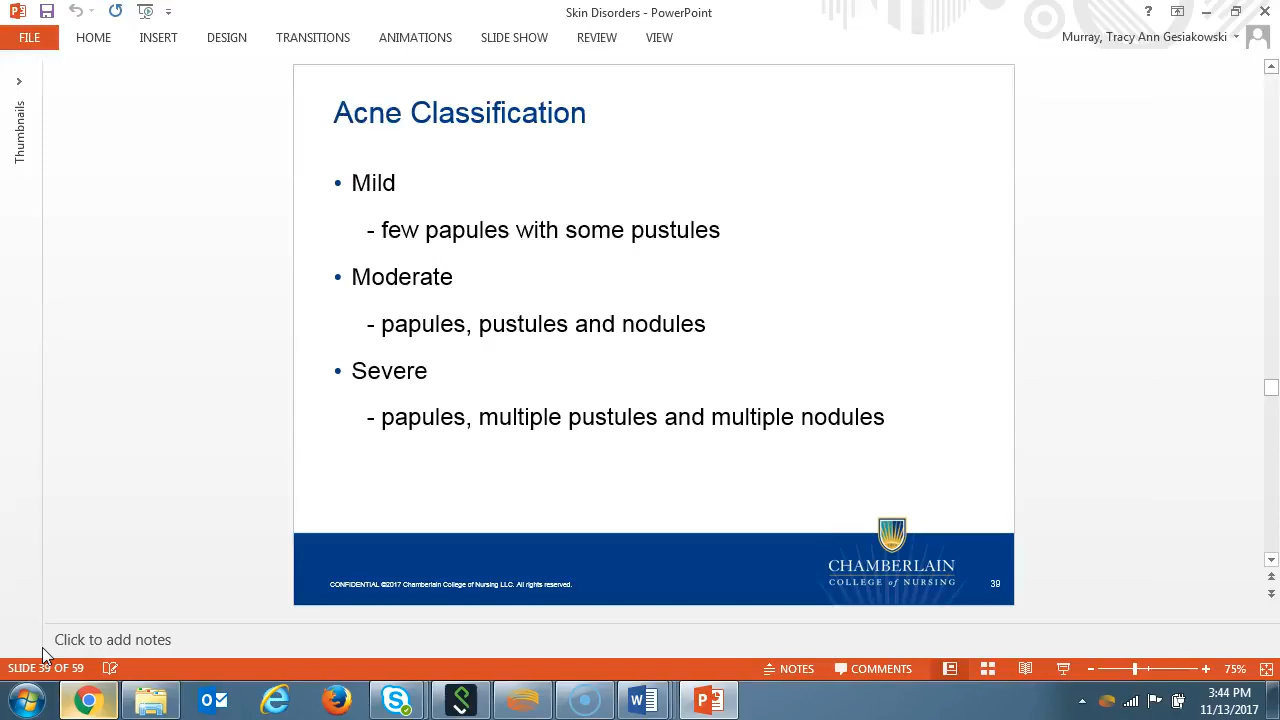 Skin Disorders - PowerPoint
?
FILE HOME INSERT DESIGN TRANSITIONS ANIMATIONS SLIDE SHOW REVIEW VIEW
Murray, Tracy Ann Gesiakowski
Thumbnails
Acne Classification
• Mild
- few papules with some pustules
• Moderate
- papules, pustules and nodules
• Severe
- papules, multiple pustules and multiple nodules
CONFIDENTIAL ©2017 Chamberlain College of Nursing LLC. All rights reserved.
CHAMBERLAIN
COLLEGE of NURSING
39
Click to add notes
SLIDE 39 OF 59
NOTES
COMMENTS
75%
3:44 PM
11/13/2017